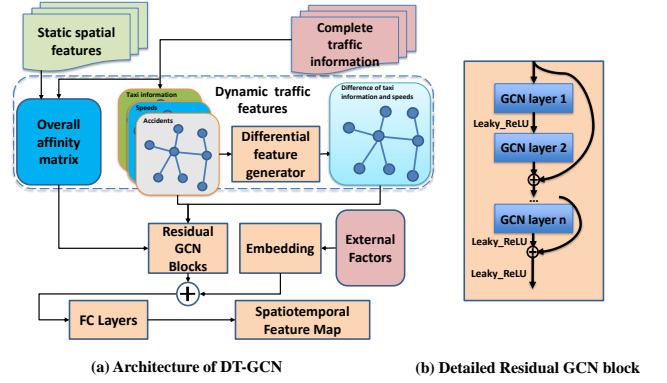 Static spatial
features
Complete
traffic
information
Taxi information
Speeds
Accidents
Dynamic traffic
features
Difference of taxi
information and speeds
Overall
affinity
matrix
Differential
feature
generator
Residual
GCN
Blocks
Embedding
External
Factors
+
FC Layers
Spatiotemporal
Feature Map
(a) Architecture of DT-GCN
GCN layer 1
Leaky_ReLU
GCN layer 2
...
GCN layer n
Leaky_ReLU
Leaky_ReLU
(b) Detailed Residual GCN block